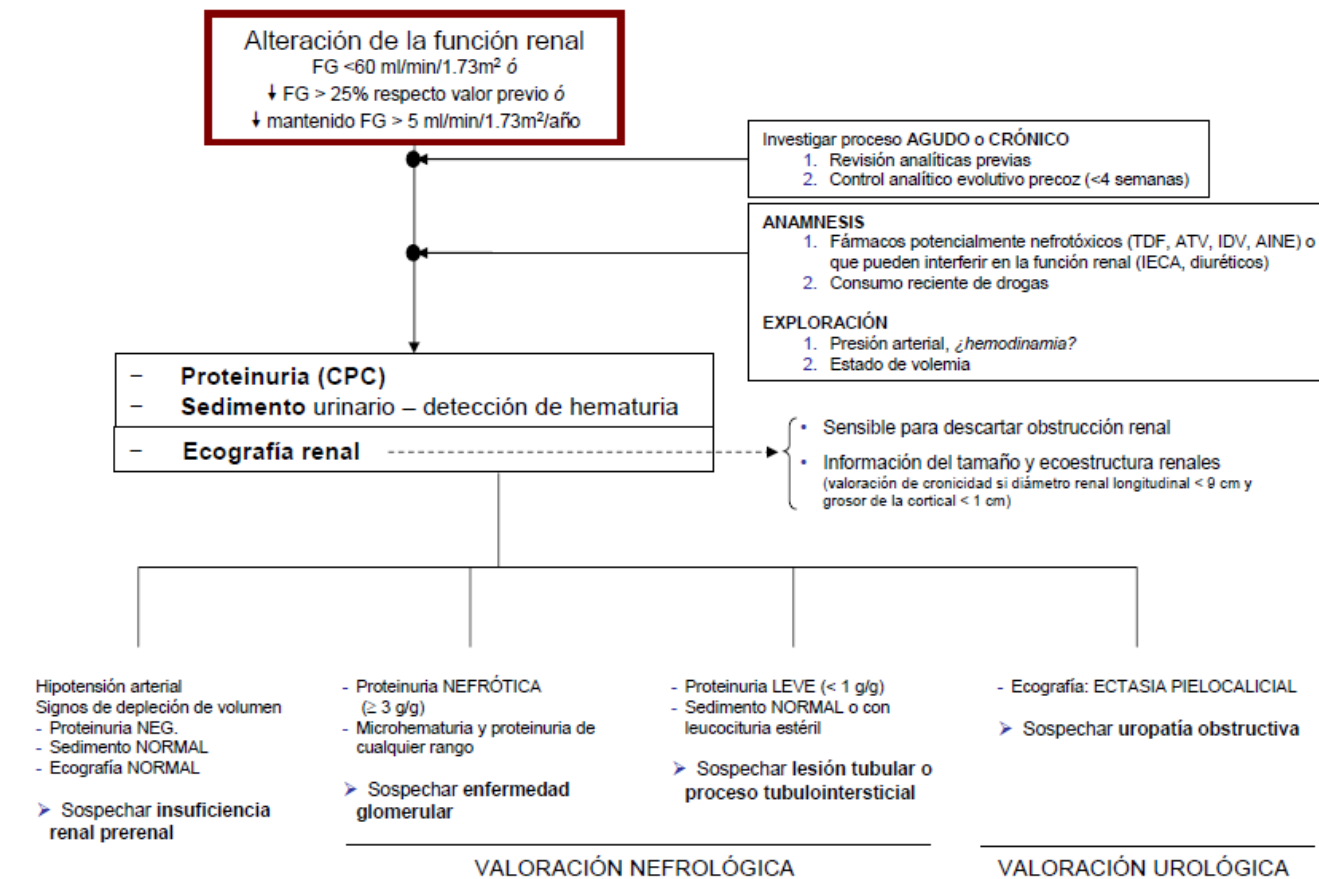 Alteración de la función renal
FG <60 ml/min/1.73m² ó
↓ FG > 25% respecto valor previo ó
↓ mantenido FG > 5 ml/min/1.73m²/año
Investigar proceso AGUDO o CRÓNICO
1. Revisión analíticas previas
2. Control analítico evolutivo precoz (<4 semanas)
ANAMNESIS
1. Fármacos potencialmente nefrotóxicos (TDF, ATV, IDV, AINE) o
que pueden interferir en la función renal (IECA, diuréticos)
2. Consumo reciente de drogas
EXPLORACIÓN
1. Presión arterial, ¿hemodinamia?
2. Estado de volemia
– Proteinuria (CPC)
– Sedimento urinario – detección de hematuria
– Ecografía renal
• Sensible para descartar obstrucción renal
• Información del tamaño y ecoestructura renales
(valoración de cronicidad si diámetro renal longitudinal < 9 cm y
grosor de la cortical < 1 cm)
Hipotensión arterial
Signos de depleción de volumen
- Proteinuria NEG.
- Sedimento NORMAL
- Ecografía NORMAL
➢ Sospechar insuficiencia
renal prerenal
- Proteinuria NEFRÓTICA
(≥ 3 g/g)
- Microhematuria y proteinuria de
cualquier rango
➢ Sospechar enfermedad
glomerular
- Proteinuria LEVE (< 1 g/g)
- Sedimento NORMAL o con
leucocituria estéril
➢ Sospechar lesión tubular o
proceso tubulointersticial
- Ecografía: ECTASIA PIELOCALICIAL
➢ Sospechar uropatía obstructiva
VALORACIÓN NEFROLÓGICA
VALORACIÓN UROLÓGICA